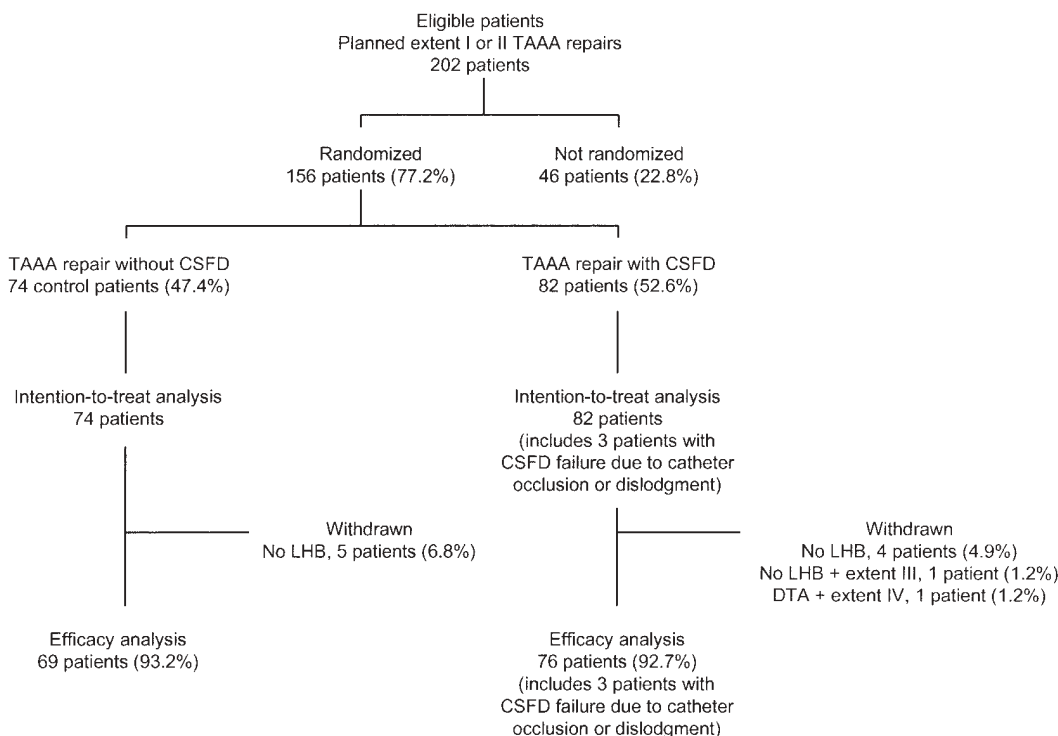 Eligible patients
Planned extent I or II TAAA repairs
202 patients
Randomized
156 patients (77.2%)
Not randomized
46 patients (22.8%)
TAAA repair without CSFD
74 control patients (47.4%)
TAAA repair with CSFD
82 patients (52.6%)
Intention-to-treat analysis
74 patients
Intention-to-treat analysis
82 patients
(includes 3 patients with
CSFD failure due to catheter
occlusion or dislodgment)
Withdrawn
No LHB, 5 patients (6.8%)
Withdrawn
No LHB, 4 patients (4.9%)
No LHB + extent III, 1 patient (1.2%)
DTA + extent IV, 1 patient (1.2%)
Efficacy analysis
69 patients (93.2%)
Efficacy analysis
76 patients (92.7%)
(includes 3 patients with
CSFD failure due to catheter
occlusion or dislodgment)